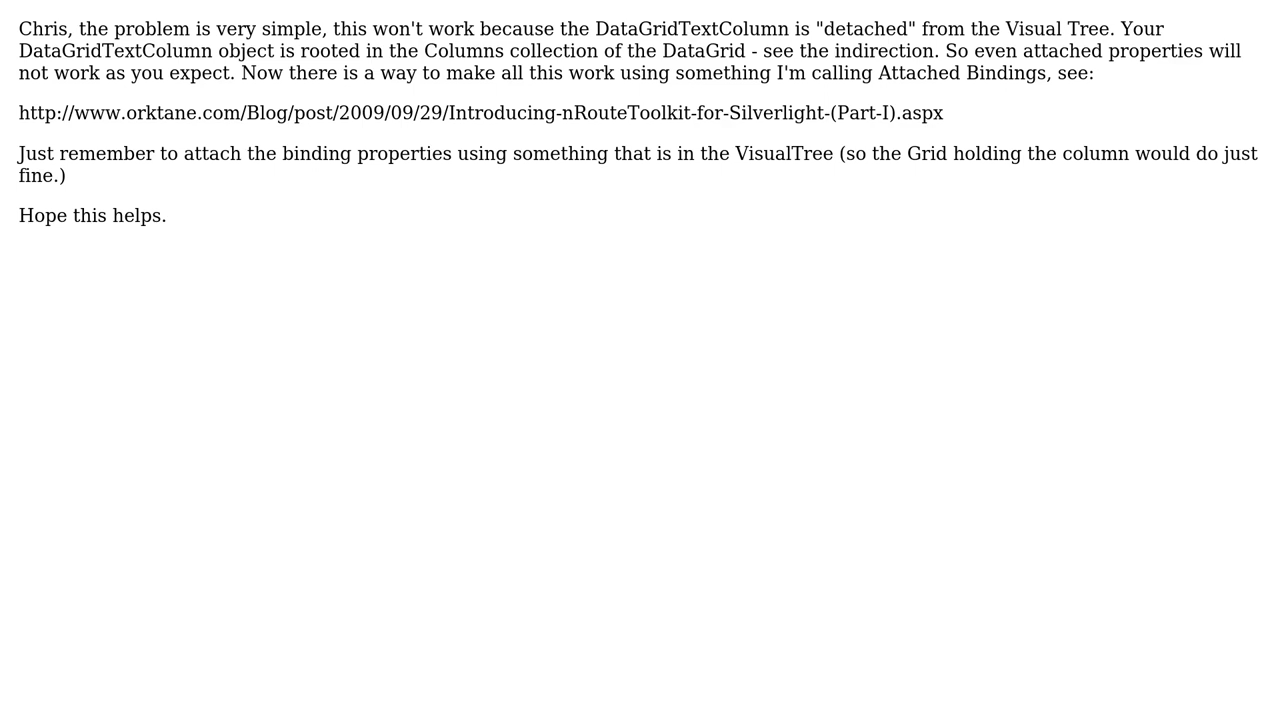 Chris, the problem is very simple, this won't work because the DataGridTextColumn is "detached" from the Visual Tree. Your
DataGridTextColumn object is rooted in the Columns collection of the DataGrid - see the indirection. So even attached properties will
not work as you expect. Now there is a way to make all this work using something I'm calling Attached Bindings, see:
http://www.orktane.com/Blog/post/2009/09/29/Introducing-nRouteToolkit-for-Silverlight-(Part-I).aspx
Just remember to attach the binding properties using something that is in the VisualTree (so the Grid holding the column would do just
fine.)
Hope this helps.